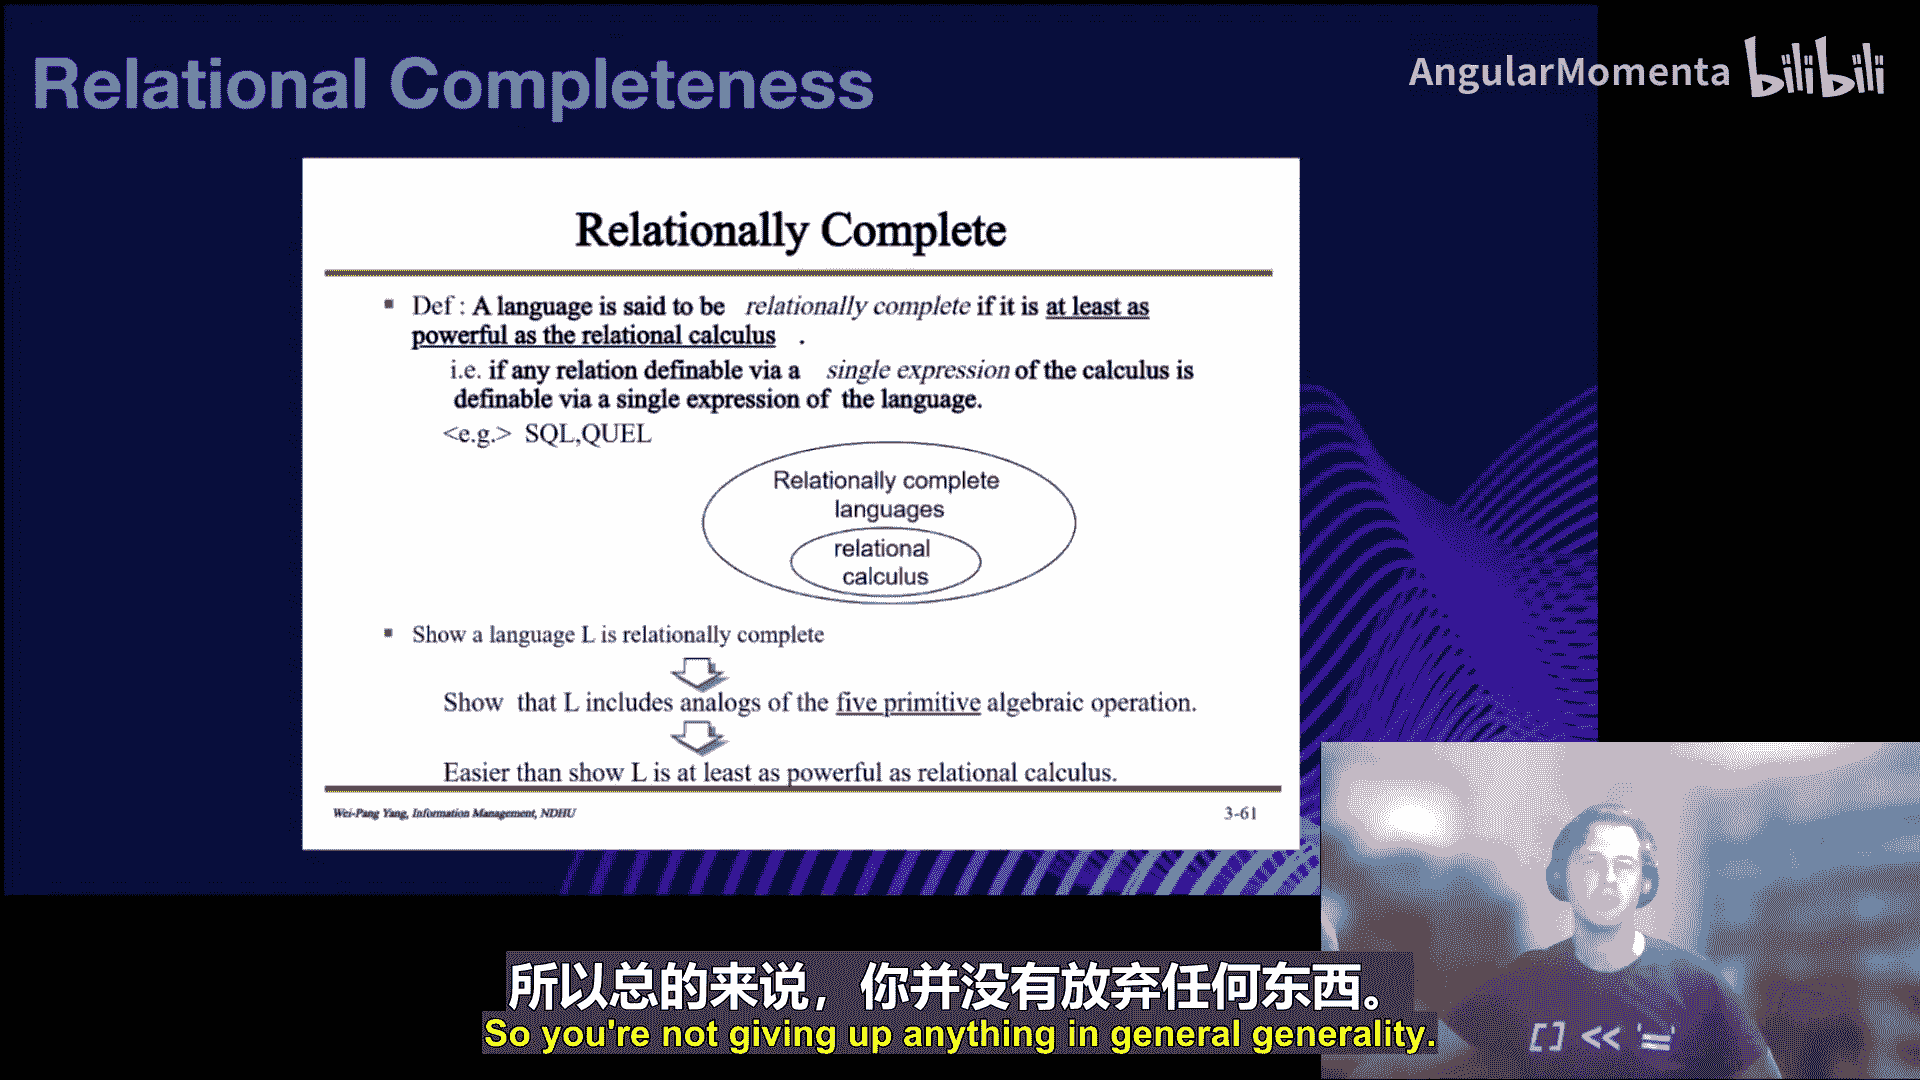 Relational Completeness
AngularMomenta bilibili
Relationally Complete
Def : A language is said to be relationally complete if it is at least as
powerful as the relational calculus .
i.e. if any relation definable via a single expression of the calculus is
definable via a single expression of the language.
<e.g.> SQL,QUEL
Relationally complete
languages
relational
calculus
Show a language L is relationally complete
Show that L includes analogs of the five primitive algebraic operation.
Easier than show L is at least as powerful as relational calculus.
Wei-Pang Yang, Information Management, NDHU
3-61
所以总的来说，你并没有放弃任何东西。
So you're not giving up anything in general generality.